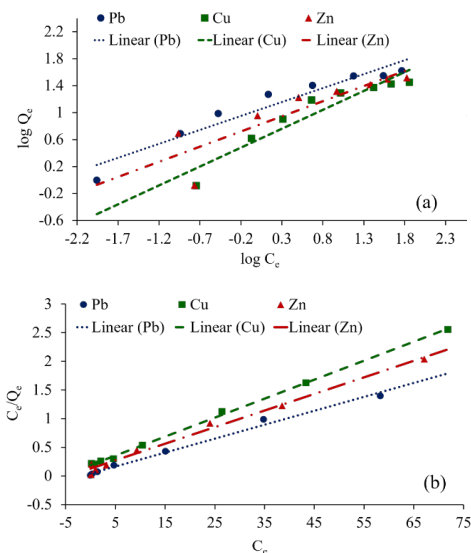 Pb Cu Zn
Linear (Pb) Linear (Cu) Linear (Zn)
log Qe
2.2
1.8
1.4
1
0.6
0.2
-0.2
-0.6
-2.2 -1.7 -1.2 -0.7 -0.2 0.3 0.8 1.3 1.8 2.3
(a)
log Ce
Pb Cu Zn
Linear (Pb) Linear (Cu) Linear (Zn)
Ce/Qe
3
2.5
2
1.5
1
0.5
0
-0.5
-5 5 15 25 35 45 55 65 75
(b)
Ce